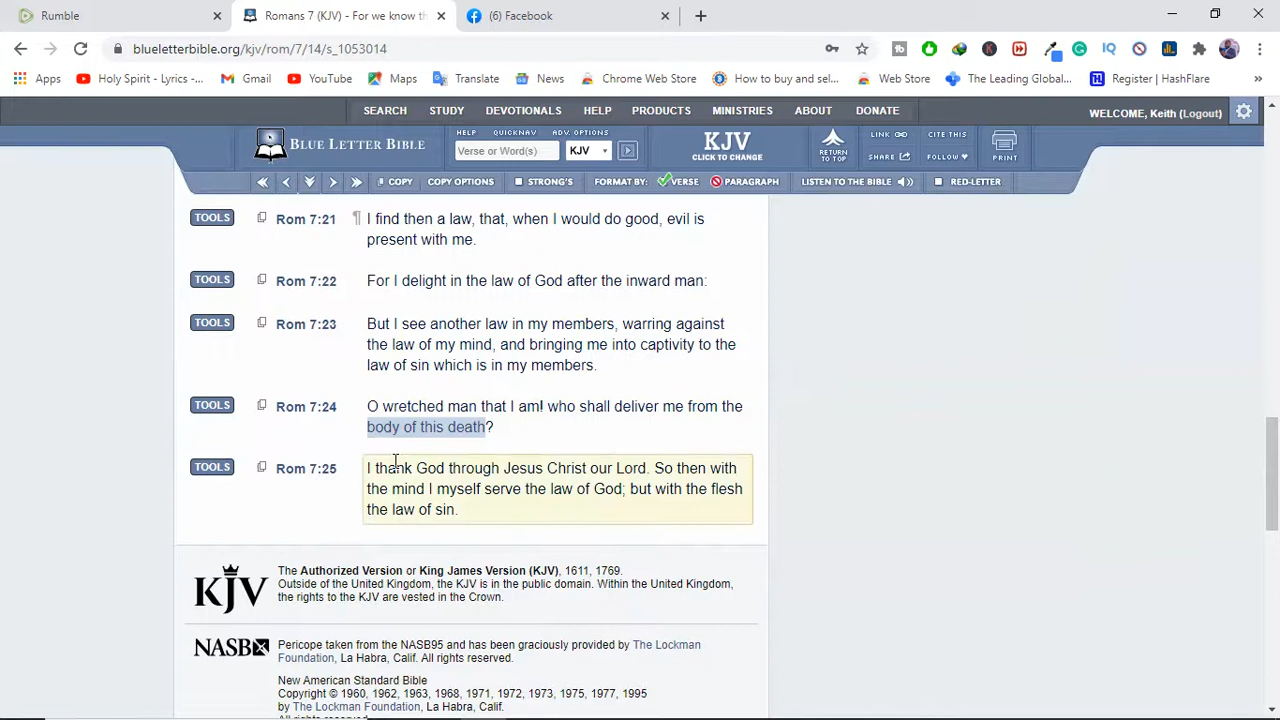 Rumble
Romans 7 (KJV) - For we know th
Facebook
blueletterbible.org/kjv/rom/7/14/s_1053014
Apps
Holy Spirit - Lyrics -...
Gmail
YouTube
Maps
Translate
News
Chrome Web Store
How to buy and sel...
Web Store
The Leading Global...
Register | HashFlare
SEARCH STUDY DEVOTIONALS HELP PRODUCTS MINISTRIES ABOUT DONATE
WELCOME, Keith (Logout)
BLUE LETTER BIBLE
HELP QUICKNAV ADV. OPTIONS
Verse or Word(s) KJV
KJV
CLICK TO CHANGE
RETURN
TO TOP
LINK CITE THIS
SHARE FOLLOW
PRINT
COPY COPY OPTIONS STRONG'S FORMAT BY: VERSE PARAGRAPH LISTEN TO THE BIBLE RED-LETTER
TOOLS Rom 7:21 ¶ I find then a law, that, when I would do good, evil is
present with me.
TOOLS Rom 7:22 For I delight in the law of God after the inward man:
TOOLS Rom 7:23 But I see another law in my members, warring against
the law of my mind, and bringing me into captivity to the
law of sin which is in my members.
TOOLS Rom 7:24 O wretched man that I am! who shall deliver me from the
body of this death?
TOOLS Rom 7:25 I thank God through Jesus Christ our Lord. So then with
the mind I myself serve the law of God; but with the flesh
the law of sin.
KJV
The Authorized Version or King James Version (KJV), 1611, 1769.
Outside of the United Kingdom, the KJV is in the public domain. Within the United Kingdom,
the rights to the KJV are vested in the Crown.
NASB
Pericope taken from the NASB95 and has been graciously provided by The Lockman
Foundation, La Habra, Calif. All rights reserved.
New American Standard Bible
Copyright © 1960, 1962, 1963, 1968, 1971, 1972, 1973, 1975, 1977, 1995
by The Lockman Foundation, La Habra, Calif.
All rights reserved